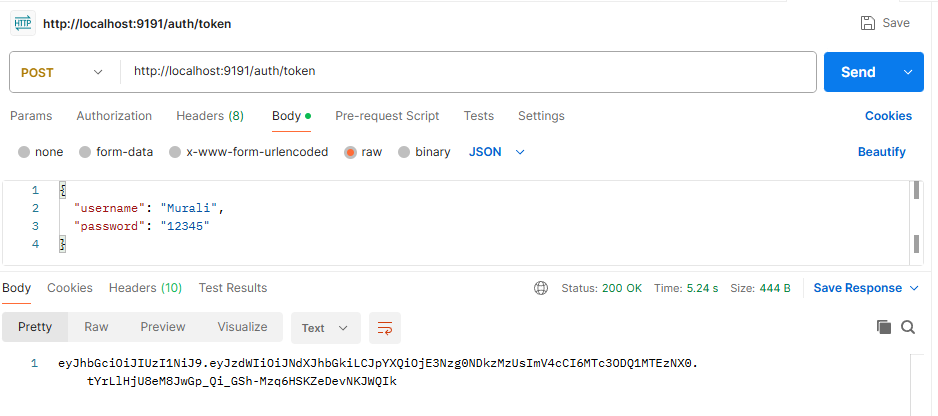 HTTP http://localhost:9191/auth/token Save
POST http://localhost:9191/auth/token Send
Params Authorization Headers (8) Body Pre-request Script Tests Settings Cookies
none form-data x-www-form-urlencoded raw binary JSON Beautify
1 {
2 "username": "Murali",
3 "password": "12345"
4 }
Body Cookies Headers (10) Test Results Status: 200 OK Time: 5.24 s Size: 444 B Save Response
Pretty Raw Preview Visualize Text
1 eyJhbGciOiJIUzI1NiJ9.eyJzdWIiOiJNdXJhbGkiLCJpYXQiOjE3Nzg0NDkzMzUsImV4cCI6MTc3ODQ1MTEzNX0.
tYrLlHjU8eM8JwGp_Qi_GSh-Mzq6HSKZeDevNKJWQIk